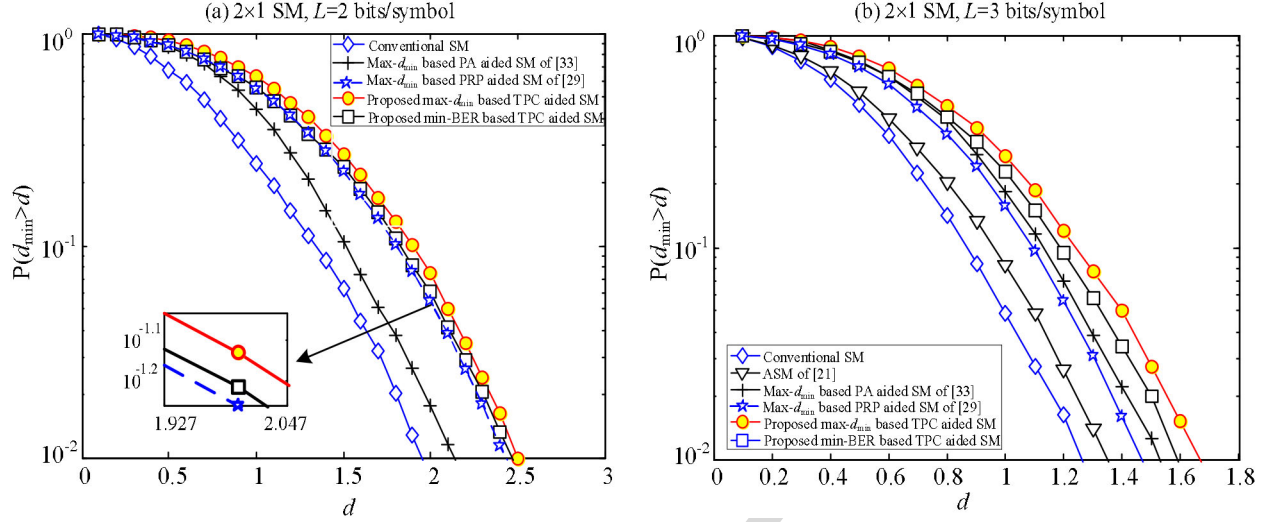 (a) 2×1 SM, L=2 bits/symbol
10^0
10^-1
10^-2
P(d_min>d)
Conventional SM
Max-d_min based PA aided SM of [33]
Max-d_min based PRP aided SM of [29]
Proposed max-d_min based TPC aided SM
Proposed min-BER based TPC aided SM
10^-1.1
10^-1.2
1.927 2.047
0 0.5 1 1.5 2 2.5 3
d
(b) 2×1 SM, L=3 bits/symbol
10^0
10^-1
10^-2
P(d_min>d)
Conventional SM
ASM of [21]
Max-d_min based PA aided SM of [33]
Max-d_min based PRP aided SM of [29]
Proposed max-d_min based TPC aided SM
Proposed min-BER based TPC aided SM
0 0.2 0.4 0.6 0.8 1 1.2 1.4 1.6 1.8
d